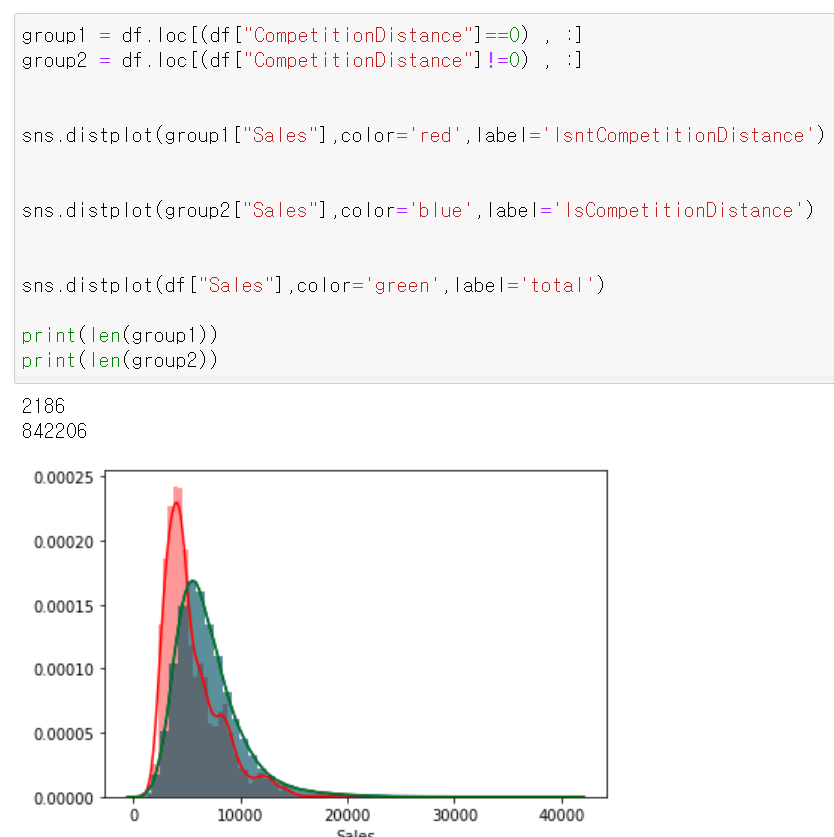 group1 = df.loc[(df["CompetitionDistance"]==0) , :]
group2 = df.loc[(df["CompetitionDistance"]!=0) , :]
sns.distplot(group1["Sales"],color='red',label='IsntCompetitionDistance')
sns.distplot(group2["Sales"],color='blue',label='IsCompetitionDistance')
sns.distplot(df["Sales"],color='green',label='total')
print(len(group1))
print(len(group2))
2186
842206
0.00025
0.00020
0.00015
0.00010
0.00005
0.00000
0 10000 20000 30000 40000
Sales